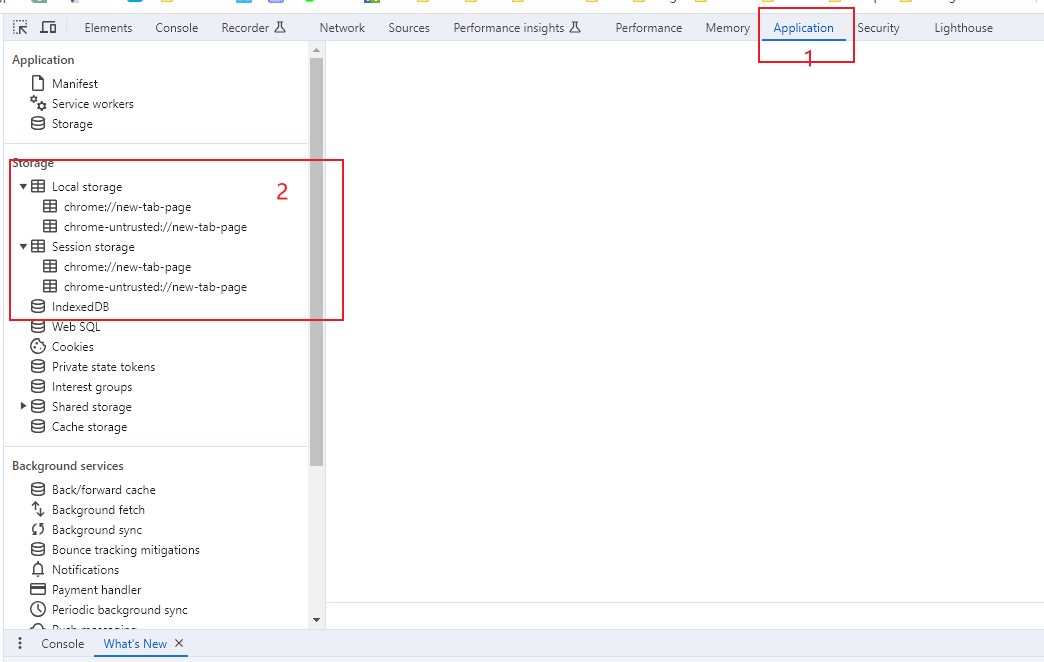 Elements Console Recorder Network Sources Performance insights Performance Memory Application Security Lighthouse
1
Application
Manifest
Service workers
Storage
Storage
Local storage
2
chrome://new-tab-page
chrome-untrusted://new-tab-page
Session storage
chrome://new-tab-page
chrome-untrusted://new-tab-page
IndexedDB
Web SQL
Cookies
Private state tokens
Interest groups
Shared storage
Cache storage
Background services
Back/forward cache
Background fetch
Background sync
Bounce tracking mitigations
Notifications
Payment handler
Periodic background sync
Push messaging
Console What's New